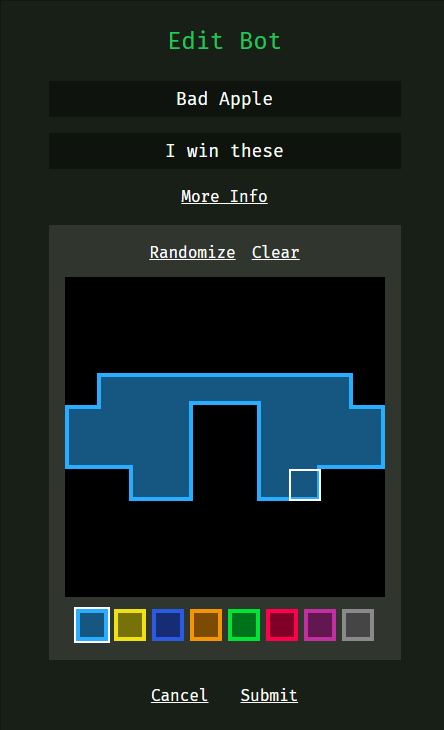 Edit Bot
Bad Apple
I win these
More Info
Randomize Clear
Cancel Submit